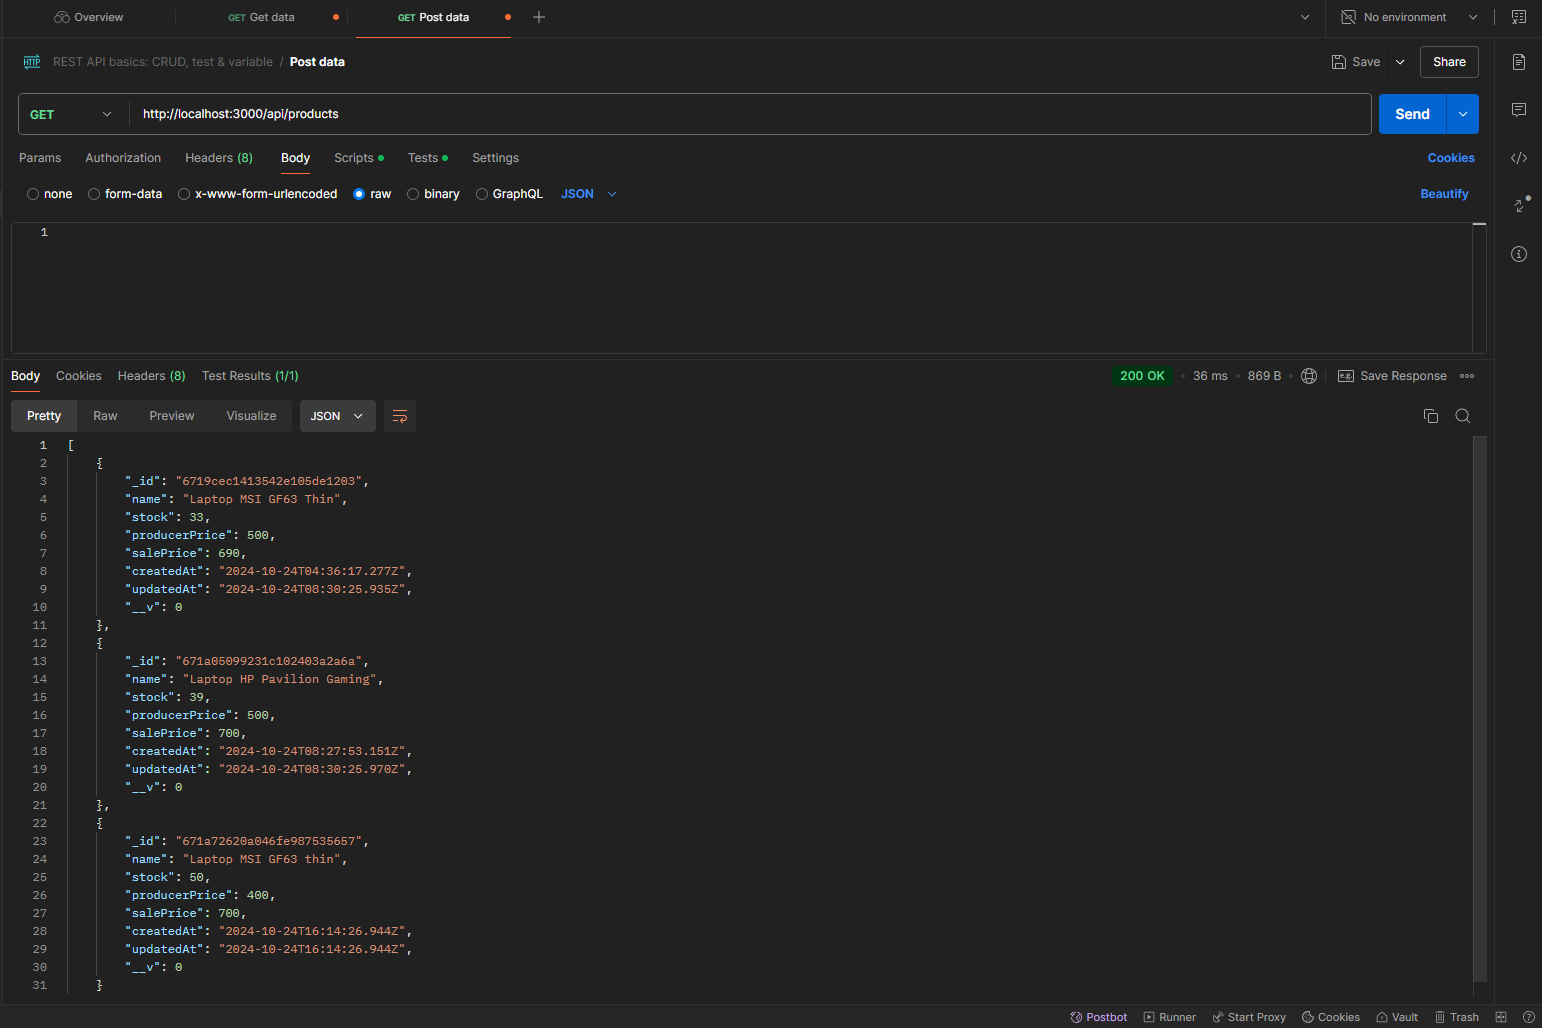 Overview GET Get data GET Post data No environment
REST API basics: CRUD, test & variable / Post data Save Share
GET http://localhost:3000/api/products Send
Params Authorization Headers (8) Body Scripts Tests Settings Cookies
none form-data x-www-form-urlencoded raw binary GraphQL JSON Beautify
1
Body Cookies Headers (8) Test Results (1/1) 200 OK 36 ms 869 B e.g. Save Response
Pretty Raw Preview Visualize JSON
1 [
2 {
3 "_id": "6719cec1413542e105de1203",
4 "name": "Laptop MSI GF63 Thin",
5 "stock": 33,
6 "producerPrice": 500,
7 "salePrice": 690,
8 "createdAt": "2024-10-24T04:36:17.277Z",
9 "updatedAt": "2024-10-24T08:30:25.935Z",
10 "__v": 0
11 },
12 {
13 "_id": "671a05099231c102403a2a6a",
14 "name": "Laptop HP Pavilion Gaming",
15 "stock": 39,
16 "producerPrice": 500,
17 "salePrice": 700,
18 "createdAt": "2024-10-24T08:27:53.151Z",
19 "updatedAt": "2024-10-24T08:30:25.970Z",
20 "__v": 0
21 },
22 {
23 "_id": "671a72620a046fe987535657",
24 "name": "Laptop MSI GF63 thin",
25 "stock": 50,
26 "producerPrice": 400,
27 "salePrice": 700,
28 "createdAt": "2024-10-24T16:14:26.944Z",
29 "updatedAt": "2024-10-24T16:14:26.944Z",
30 "__v": 0
31 }
Postbot Runner Start Proxy Cookies Vault Trash